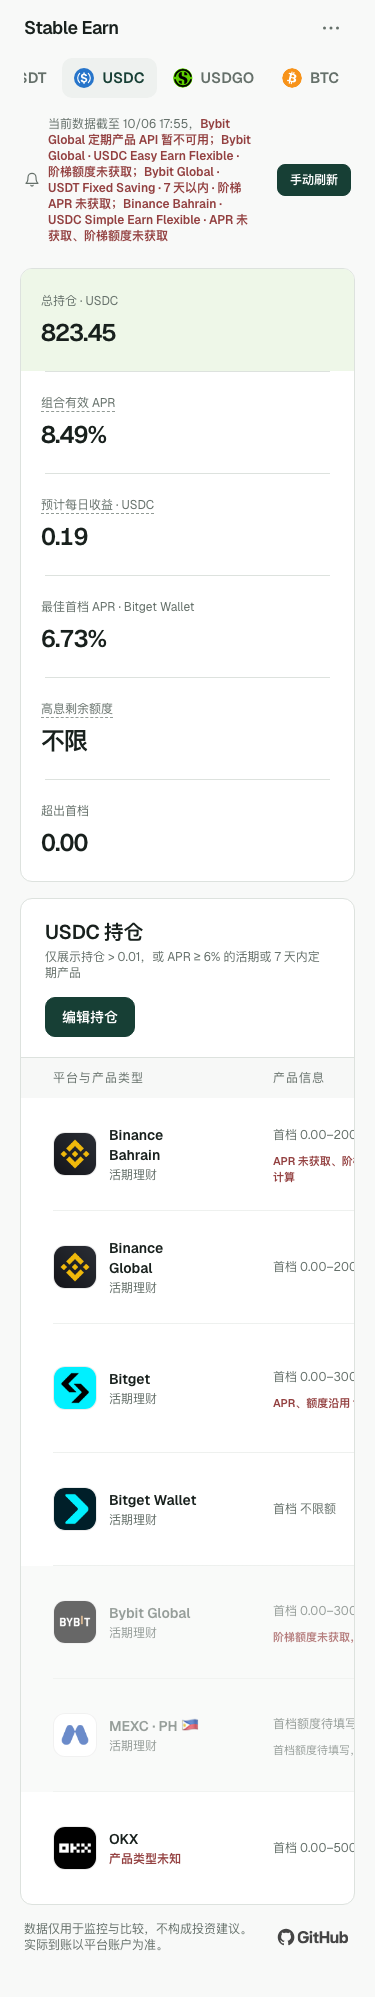 Stable Earn
SDT USDC USDGO BTC
当前数据截至 10/06 17:55，Bybit
Global 定期产品 API 暂不可用；Bybit
Global · USDC Easy Earn Flexible ·
阶梯额度未获取；Bybit Global ·
USDT Fixed Saving · 7 天以内 · 阶梯
APR 未获取；Binance Bahrain ·
USDC Simple Earn Flexible · APR 未
获取、阶梯额度未获取
手动刷新
总持仓 · USDC
823.45
组合有效 APR
8.49%
预计每日收益 · USDC
0.19
最佳首档 APR · Bitget Wallet
6.73%
高息剩余额度
不限
超出首档
0.00
USDC 持仓
仅展示持仓 > 0.01，或 APR ≥ 6% 的活期或 7 天内定
期产品
编辑持仓
平台与产品类型 产品信息
Binance
Bahrain
活期理财
首档 0.00–200
APR 未获取、阶
计算
Binance
Global
活期理财
首档 0.00–200
Bitget
活期理财
首档 0.00–300
APR、额度沿用
Bitget Wallet
活期理财
首档 不限额
BYBIT
Bybit Global
活期理财
首档 0.00–300
阶梯额度未获取，
MEXC · PH 🇵🇭
活期理财
首档额度待填写
首档额度待填写，
OKX
OKX
产品类型未知
首档 0.00–500
数据仅用于监控与比较，不构成投资建议。
实际到账以平台账户为准。
GitHub